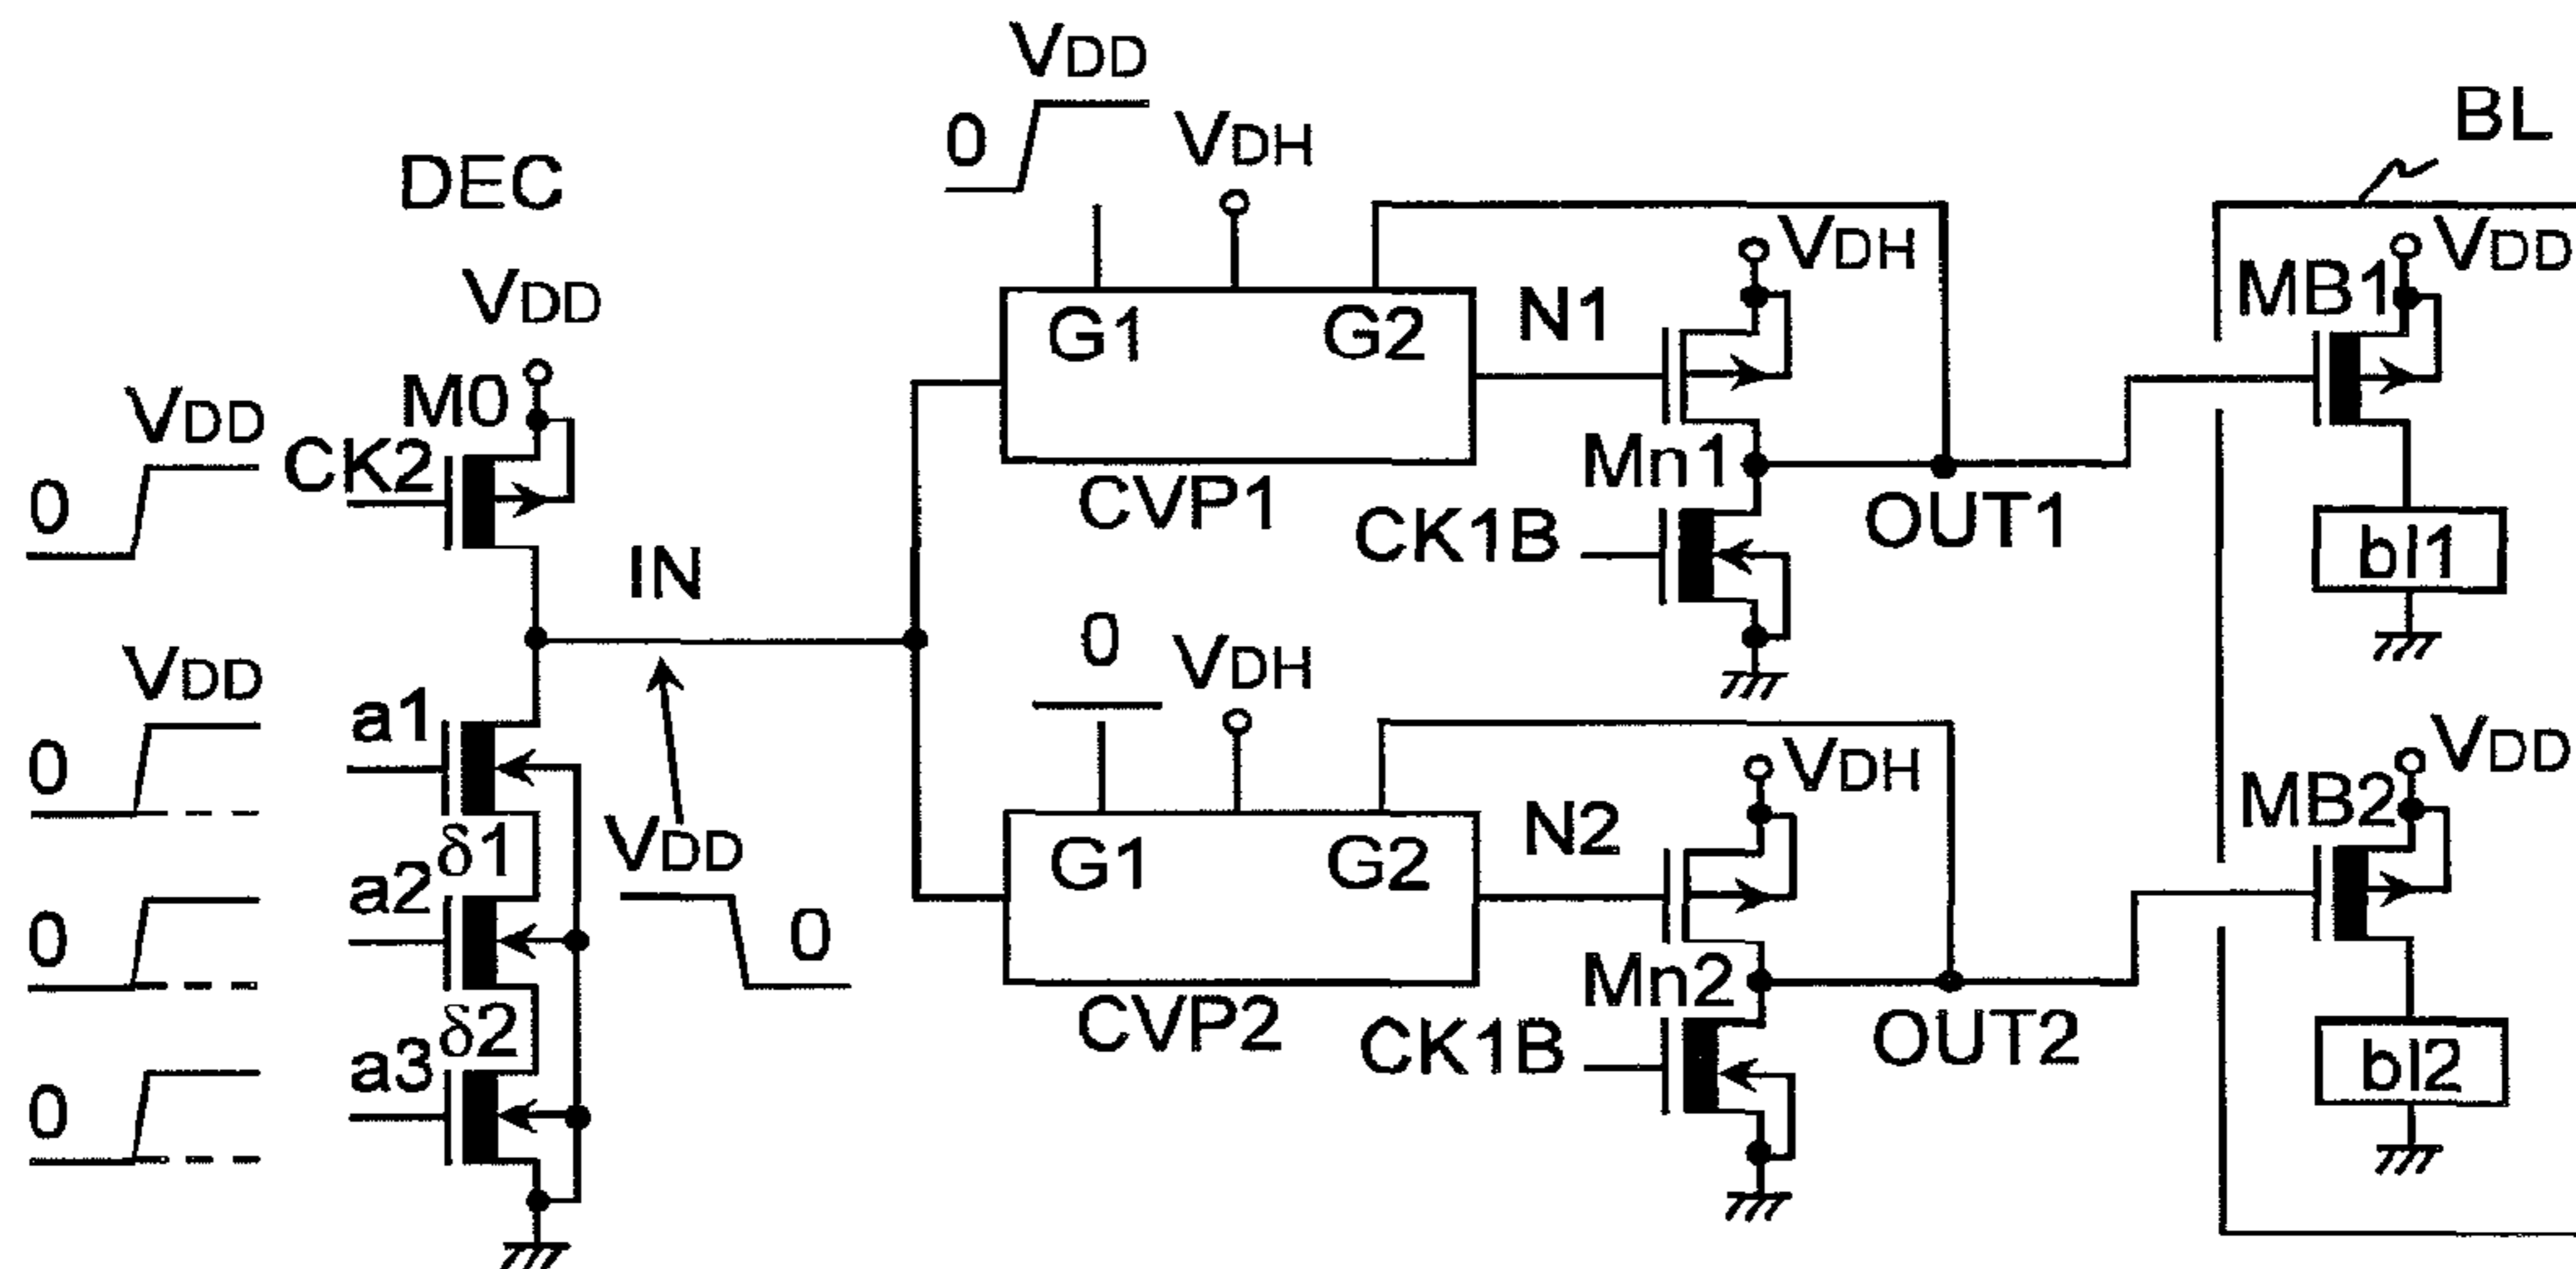 DEC
VDD
VDD
0
CK2
M0
IN
VDD
0
a1
δ1
0
a2
δ2
0
a3
VDD
0
VDD
0
VDH
G1
G2
CVP1
N1
VDH
Mn1
CK1B
OUT1
0
VDH
G1
G2
CVP2
N2
VDH
Mn2
CK1B
OUT2
BL
VDD
MB1
bl1
VDD
MB2
bl2